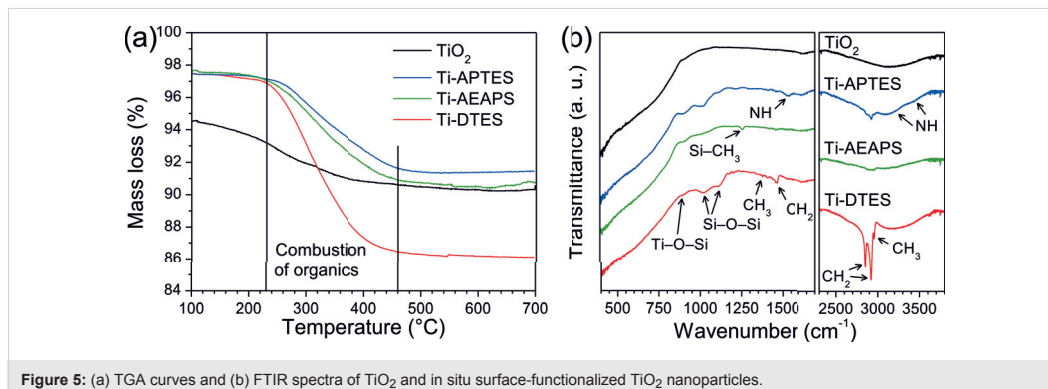 (a)
TiO2
Ti-APTES
Ti-AEAPS
Ti-DTES
Combustion
of organics
Mass loss (%)
100
98
96
94
92
90
88
86
84
100 200 300 400 500 600 700
Temperature (°C)
(b)
TiO2
Ti-APTES
NH
NH
Ti-AEAPS
Si–CH3
Ti-DTES
Ti–O–Si
Si–O–Si
CH3
CH2
CH2
CH3
Transmittance (a. u.)
500 750 1000 1250 1500 2500 3000 3500
Wavenumber (cm-1)
Figure 5: (a) TGA curves and (b) FTIR spectra of TiO2 and in situ surface-functionalized TiO2 nanoparticles.